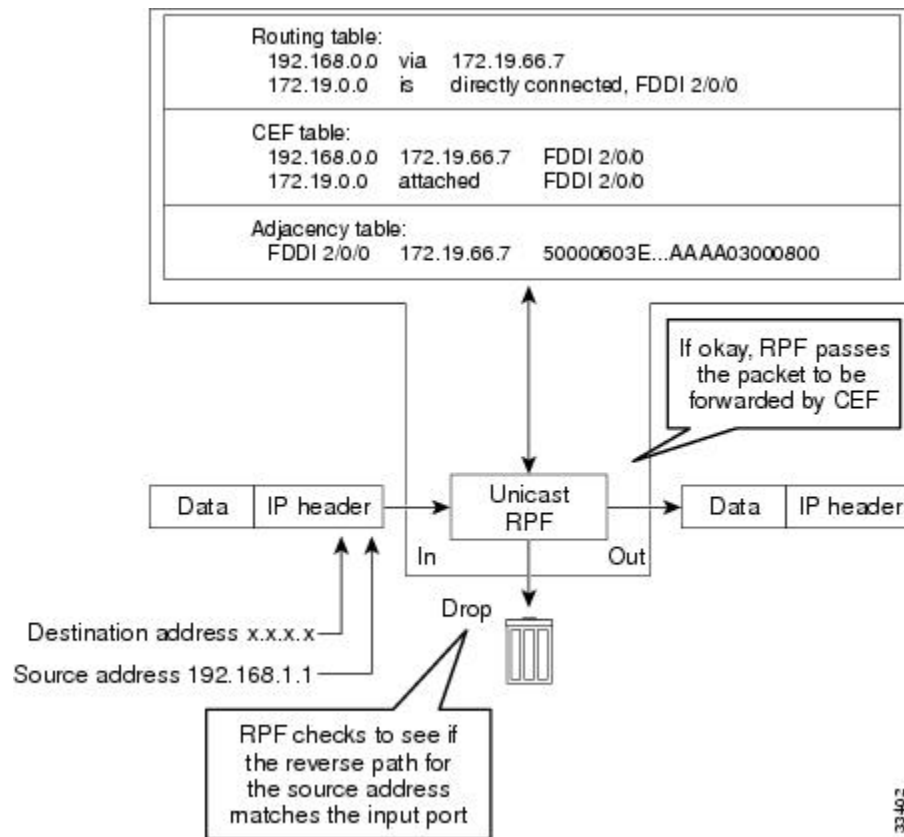 Routing table:
192.168.0.0 via 172.19.66.7
172.19.0.0 is directly connected, FDDI 2/0/0
CEF table:
192.168.0.0 172.19.66.7 FDDI 2/0/0
172.19.0.0 attached FDDI 2/0/0
Adjacency table:
FDDI 2/0/0 172.19.66.7 50000603E...AAAA03000800
If okay, RPF passes
the packet to be
forwarded by CEF
Data IP header
Unicast
RPF
Data IP header
In Out
Drop
Destination address x.x.x.x
Source address 192.168.1.1
RPF checks to see if
the reverse path for
the source address
matches the input port
33402